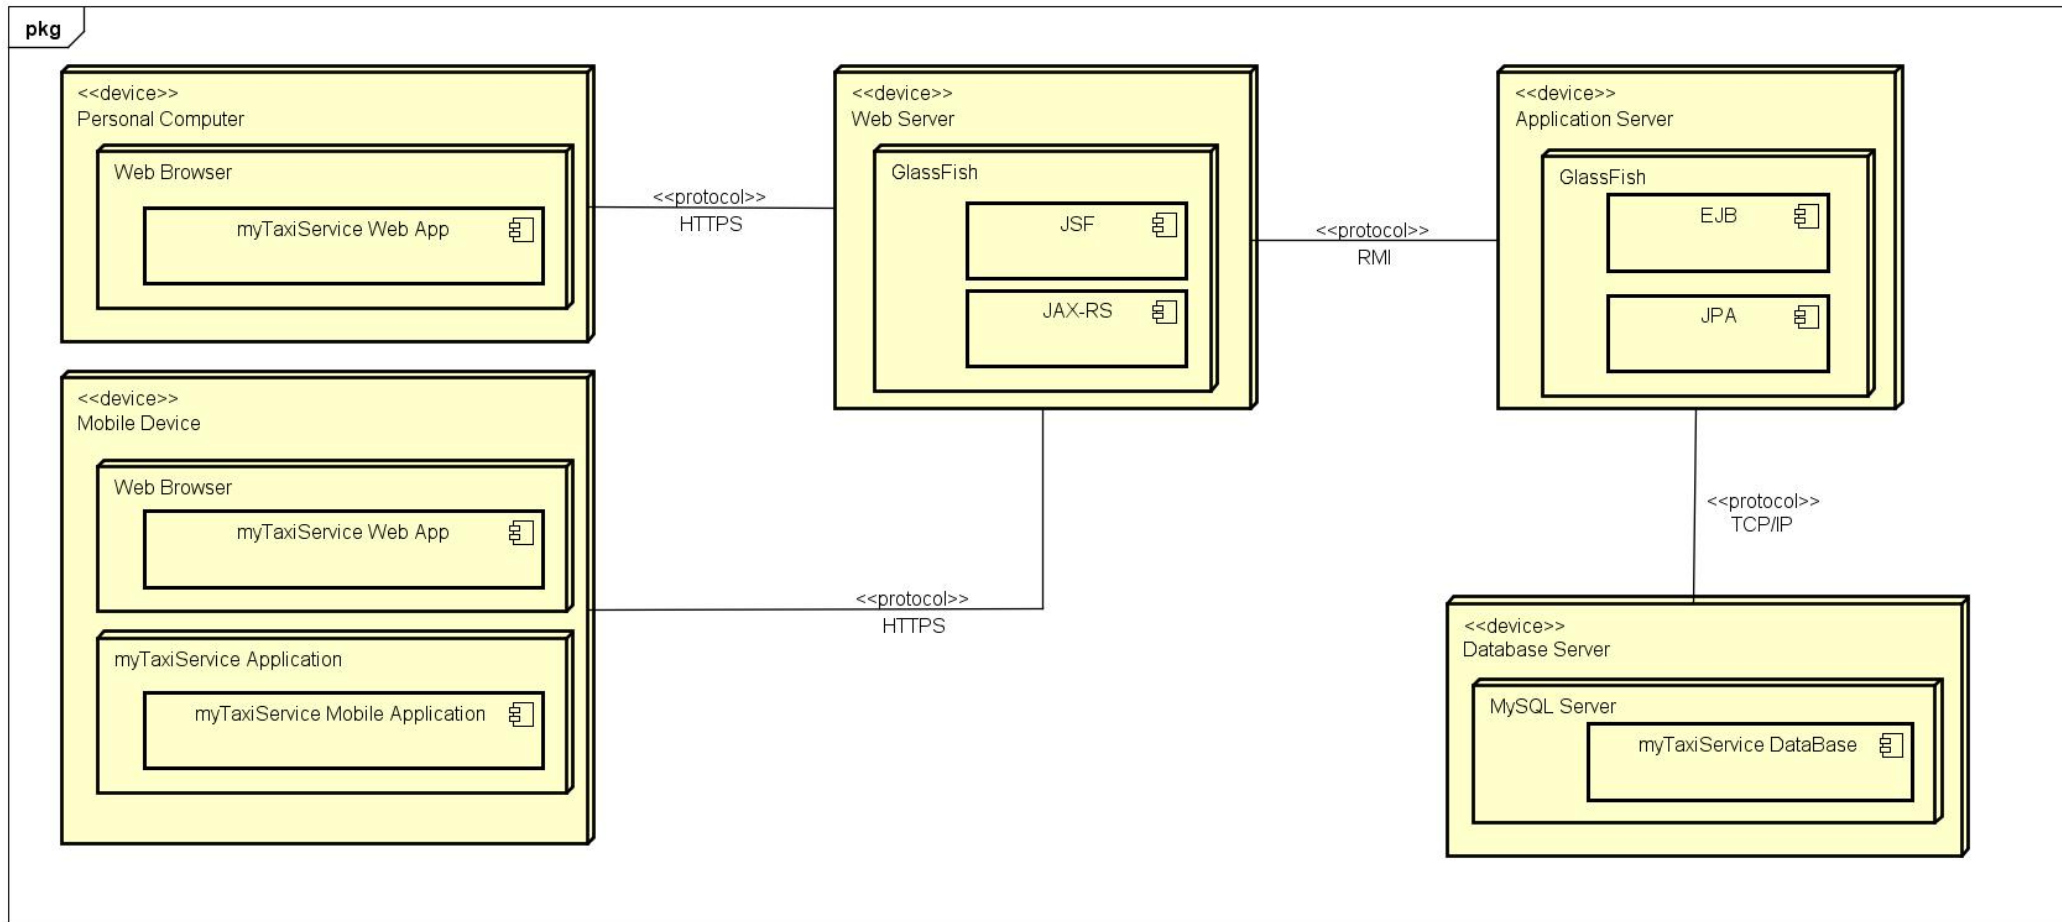 pkg
<<device>>
Personal Computer
Web Browser
myTaxiService Web App
<<protocol>>
HTTPS
<<device>>
Web Server
GlassFish
JSF
JAX-RS
<<protocol>>
RMI
<<device>>
Application Server
GlassFish
EJB
JPA
<<device>>
Mobile Device
Web Browser
myTaxiService Web App
myTaxiService Application
myTaxiService Mobile Application
<<protocol>>
HTTPS
<<protocol>>
TCP/IP
<<device>>
Database Server
MySQL Server
myTaxiService DataBase